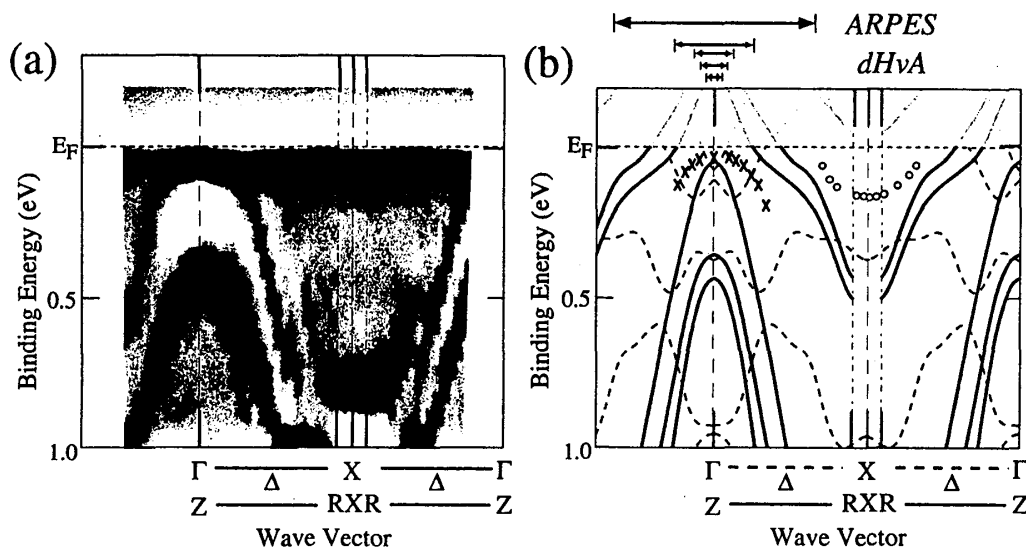 (a)
E_F
Binding Energy (eV)
0.5
1.0
Γ Δ X Δ Γ
Z RXR Z
Wave Vector
ARPES
dHvA
(b)
E_F
Binding Energy (eV)
0.5
1.0
Γ Δ X Δ Γ
Z RXR Z
Wave Vector